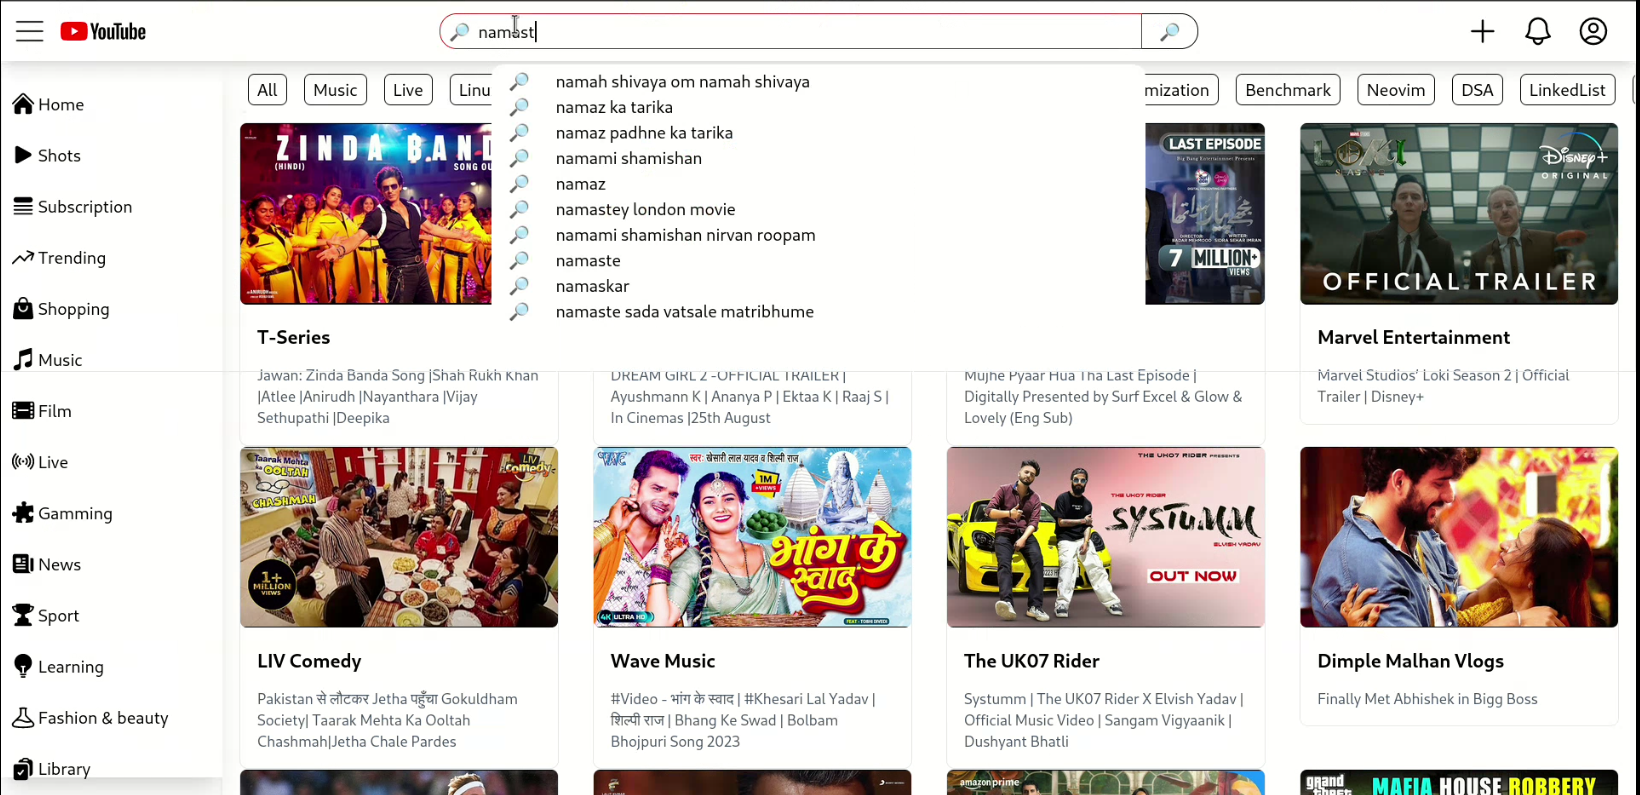 YouTube
namast
All
Music
Live
Linu
mization
Benchmark
Neovim
DSA
LinkedList
namah shivaya om namah shivaya
namaz ka tarika
namaz padhne ka tarika
namami shamishan
namaz
namastey london movie
namami shamishan nirvan roopam
namaste
namaskar
namaste sada vatsale matribhume
Home
Shots
Subscription
Trending
Shopping
Music
Film
Live
Gamming
News
Sport
Learning
Fashion & beauty
Library
ZINDA BAND
(HINDI)
SONG OU
LAST EPISODE
Big Bang Entertainment Presents
7 MILLION+
VIEWS
LOKI
Disney+
ORIGINAL
OFFICIAL TRAILER
T-Series
Jawan: Zinda Banda Song |Shah Rukh Khan
|Atlee |Anirudh |Nayanthara |Vijay
Sethupathi |Deepika
DREAM GIRL 2 -OFFICIAL TRAILER |
Ayushmann K | Ananya P | Ektaa K | Raaj S |
In Cinemas |25th August
Mujhe Pyaar Hua Tha Last Episode |
Digitally Presented by Surf Excel & Glow &
Lovely (Eng Sub)
Marvel Entertainment
Marvel Studios’ Loki Season 2 | Official
Trailer | Disney+
Taarak Mehta
Ka OOLTAH
CHASHMAH
LIV
Comedy
1+
MILLION
VIEWS
स्वर: खेसारी लाल यादव व शिल्पी राज
1M
+VIEWS
भांग के
स्वाद
4K ULTRA HD
THE UK07 RIDER PRESENTS
THE UK07 RIDER
SYSTUMM
ELVISH YADAV
OUT NOW
LIV Comedy
Pakistan से लौटकर Jetha पहुँचा Gokuldham
Society| Taarak Mehta Ka Ooltah
Chashmah|Jetha Chale Pardes
Wave Music
#Video - भांग के स्वाद | #Khesari Lal Yadav |
शिल्पी राज | Bhang Ke Swad | Bolbam
Bhojpuri Song 2023
The UK07 Rider
Systumm | The UK07 Rider X Elvish Yadav |
Official Music Video | Sangam Vigyaanik |
Dushyant Bhatli
Dimple Malhan Vlogs
Finally Met Abhishek in Bigg Boss
amazon prime
grand
MAFIA HOUSE ROBBERY